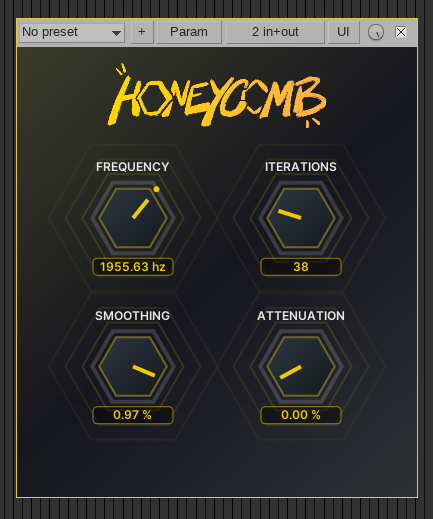 No preset + Param 2 in+out UI
HONEYCOMB
FREQUENCY ITERATIONS
1955.63 hz 38
SMOOTHING ATTENUATION
0.97 % 0.00 %